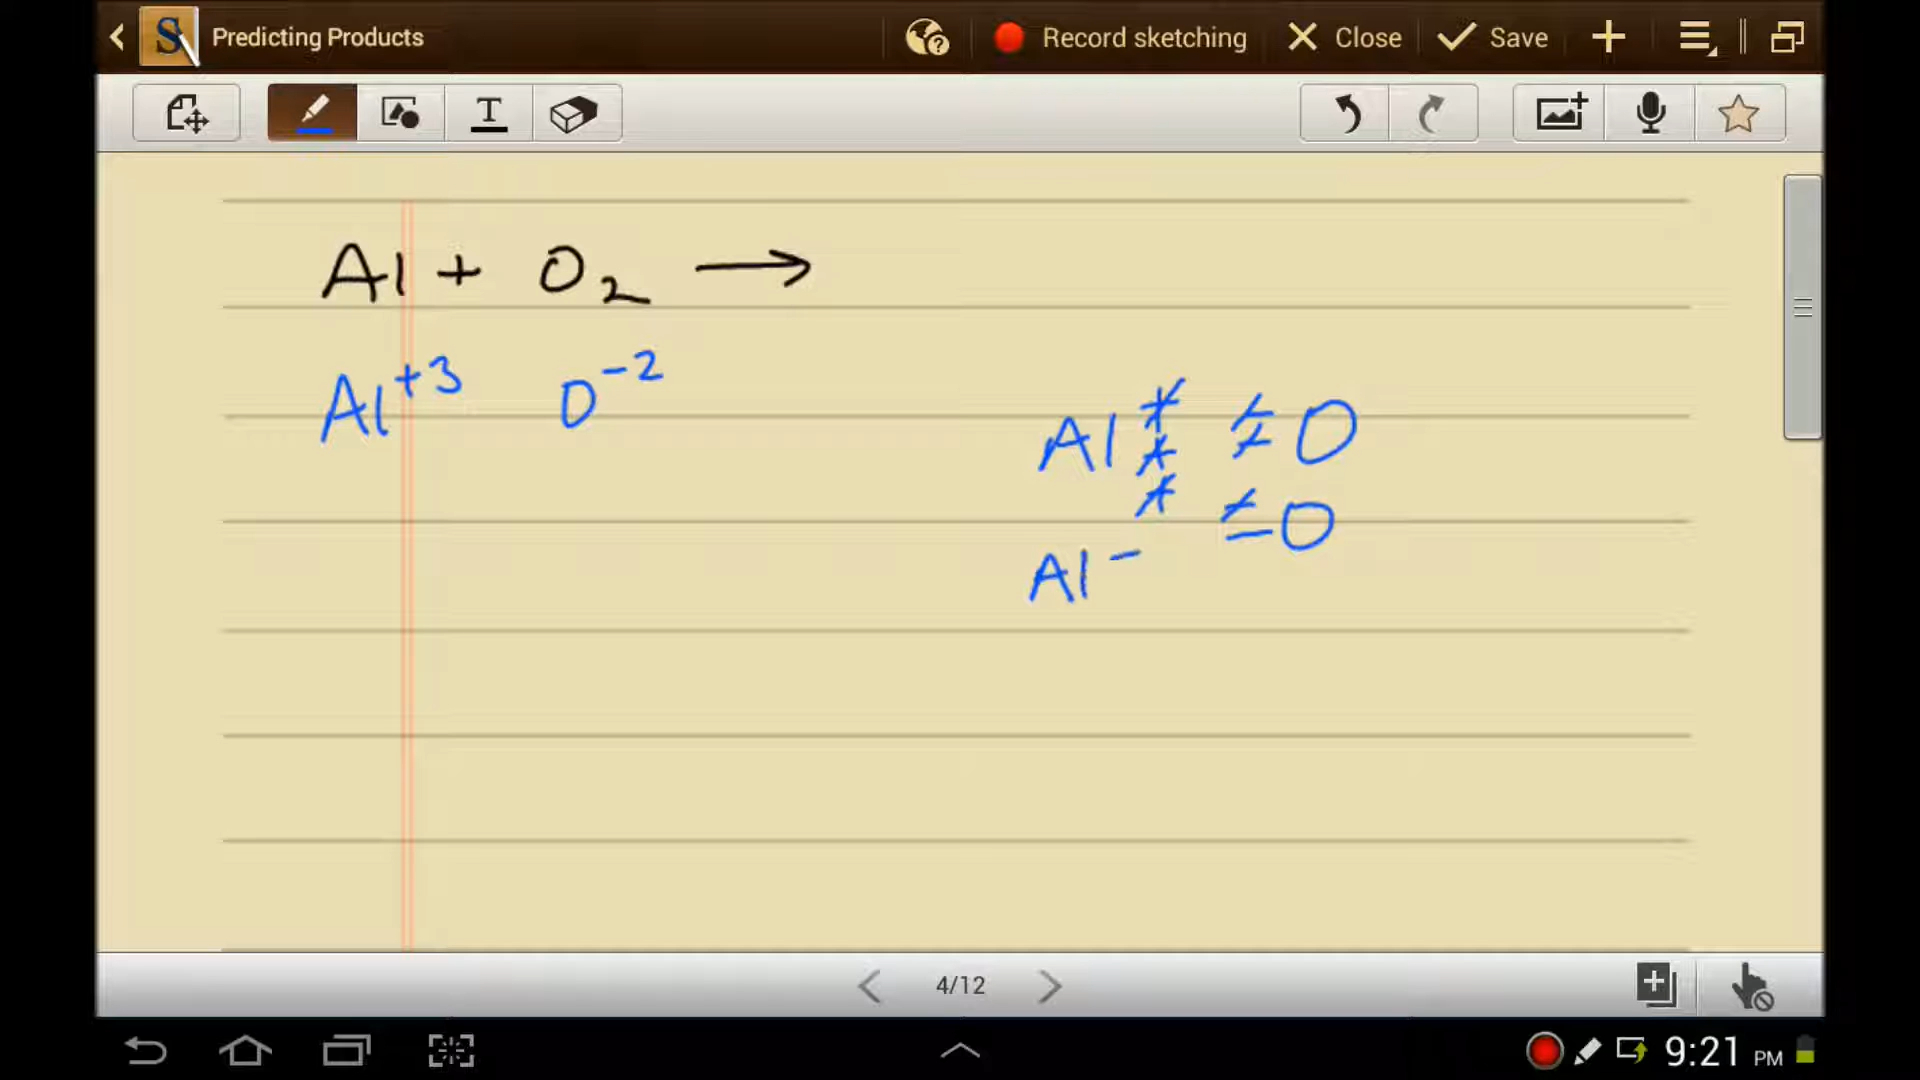 Predicting Products
Record sketching
Close
Save
T
Al + O₂ →
Al⁺³ O⁻²
Al O
O
Al -
4/12
9:21 PM